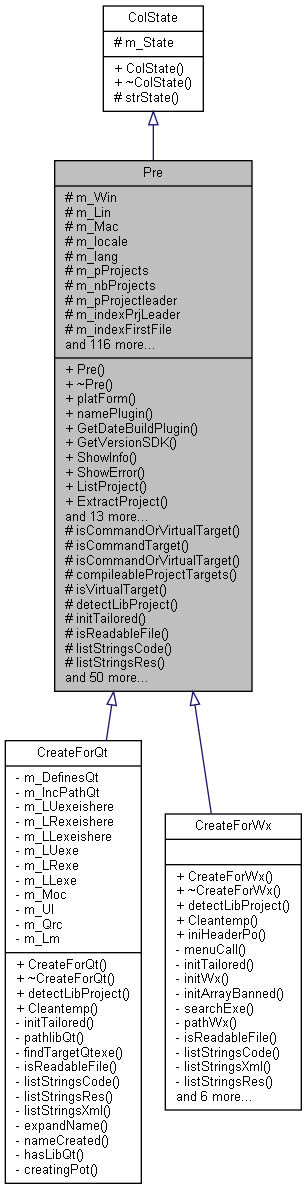 ColState
# m_State
+ ColState()
+ ~ColState()
# strState()
Pre
# m_Win
# m_Lin
# m_Mac
# m_locale
# m_lang
# m_pProjects
# m_nbProjects
# m_pProjectleader
# m_indexPrjLeader
# m_indexFirstFile
and 116 more...
+ Pre()
+ ~Pre()
+ platForm()
+ namePlugin()
+ GetDateBuildPlugin()
+ GetVersionSDK()
+ ShowInfo()
+ ShowError()
+ ListProject()
+ ExtractProject()
and 13 more...
# isCommandOrVirtualTarget()
# isCommandTarget()
# isCommandOrVirtualTarget()
# compileableProjectTargets()
# isVirtualTarget()
# detectLibProject()
# initTailored()
# isReadableFile()
# listStringsCode()
# listStringsRes()
and 50 more...
CreateForQt
- m_DefinesQt
- m_IncPathQt
- m_LUexeishere
- m_LRexeishere
- m_LLexeishere
- m_LUexe
- m_LRexe
- m_LLexe
- m_Moc
- m_UI
- m_Qrc
- m_Lm
+ CreateForQt()
+ ~CreateForQt()
+ detectLibProject()
+ Cleantemp()
- initTailored()
- pathlibQt()
- findTargetQtexe()
- isReadableFile()
- listStringsCode()
- listStringsRes()
- listStringsXml()
- expandName()
- nameCreated()
- hasLibQt()
- creatingPot()
CreateForWx
+ CreateForWx()
+ ~CreateForWx()
+ detectLibProject()
+ Cleantemp()
+ iniHeaderPo()
- menuCall()
- initTailored()
- initWx()
- initArrayBanned()
- searchExe()
- pathWx()
- isReadableFile()
- listStringsCode()
- listStringsXml()
- listStringsRes()
and 6 more...